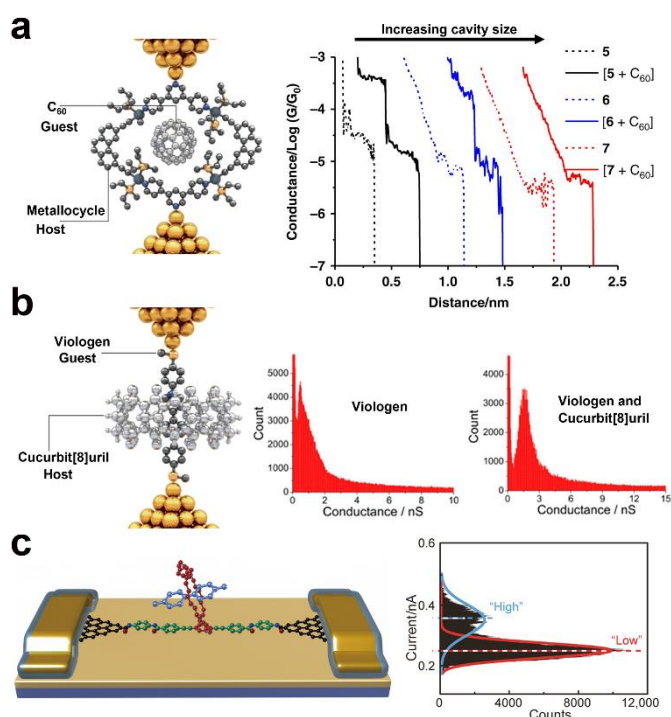 a
C60
Guest
Metallocycle
Host
Increasing cavity size
Conductance/Log (G/G0)
-3
-4
-5
-6
-7
0.0
0.5
1.0
1.5
2.0
2.5
Distance/nm
5
[5 + C60]
6
[6 + C60]
7
[7 + C60]
b
Viologen
Guest
Cucurbit[8]uril
Host
Viologen
Count
5000
4000
3000
2000
1000
0
0
2
4
6
8
10
Conductance / nS
Viologen and
Cucurbit[8]uril
Count
4000
3000
2000
1000
0
0
3
6
9
12
15
Conductance / nS
c
Current/nA
0.6
0.4
0.2
"High"
"Low"
0
4000
8000
12,000
Counts